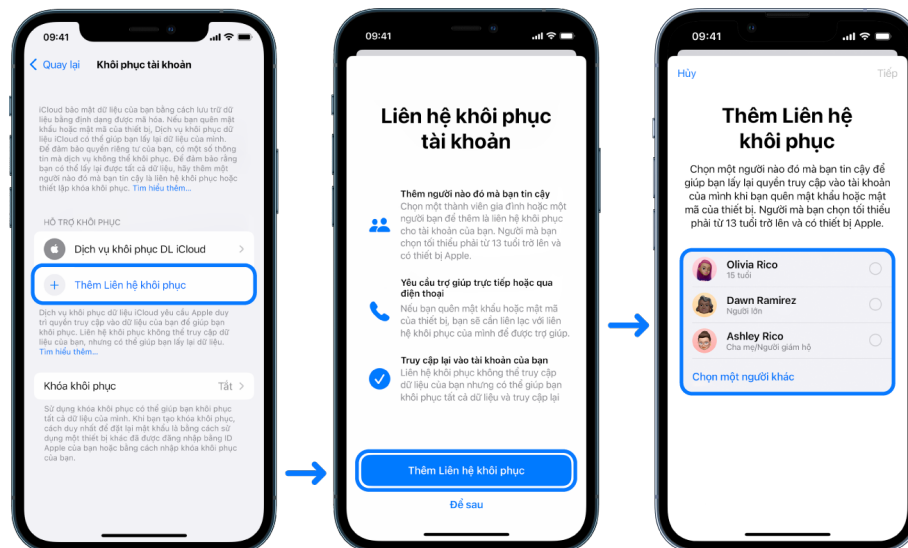 09:41
Quay lại Khôi phục tài khoản
iCloud bảo mật dữ liệu của bạn bằng cách lưu trữ dữ
liệu bằng định dạng được mã hóa. Nếu bạn quên mật
khẩu hoặc mật mã của thiết bị, Dịch vụ khôi phục dữ
liệu iCloud có thể giúp bạn lấy lại dữ liệu của mình.
Để đảm bảo quyền riêng tư của bạn, có một số thông
tin mà dịch vụ không thể khôi phục. Để đảm bảo rằng
bạn có thể lấy lại được tất cả dữ liệu, hãy thêm một
người nào đó mà bạn tin cậy là liên hệ khôi phục hoặc
thiết lập khóa khôi phục. Tìm hiểu thêm...
HỖ TRỢ KHÔI PHỤC
Dịch vụ khôi phục DL iCloud
Thêm Liên hệ khôi phục
Dịch vụ khôi phục dữ liệu iCloud yêu cầu Apple duy
trì quyền truy cập vào dữ liệu của bạn để giúp bạn
khôi phục. Liên hệ khôi phục không thể truy cập dữ
liệu của bạn, nhưng có thể giúp bạn lấy lại dữ liệu.
Tìm hiểu thêm...
Khóa khôi phục Tắt
Sử dụng khóa khôi phục có thể giúp bạn khôi phục
tất cả dữ liệu của mình. Khi bạn tạo khóa khôi phục,
cách duy nhất để đặt lại mật khẩu là bằng cách sử
dụng một thiết bị khác đã được đăng nhập bằng ID
Apple của bạn hoặc bằng cách nhập khóa khôi phục
của bạn.
09:41
Liên hệ khôi phục
tài khoản
Thêm người nào đó mà bạn tin cậy
Chọn một thành viên gia đình hoặc một
người bạn để thêm là liên hệ khôi phục
cho tài khoản của bạn. Người mà bạn
chọn tối thiểu phải từ 13 tuổi trở lên và
có thiết bị Apple.
Yêu cầu trợ giúp trực tiếp hoặc qua
điện thoại
Nếu bạn quên mật khẩu hoặc mật mã
của thiết bị, bạn sẽ cần liên lạc với liên
hệ khôi phục của mình để được trợ giúp.
Truy cập lại vào tài khoản của bạn
Liên hệ khôi phục không thể truy cập
dữ liệu của bạn nhưng có thể giúp bạn
khôi phục tất cả dữ liệu và truy cập lại
Thêm Liên hệ khôi phục
Để sau
09:41
Hủy Tiếp
Thêm Liên hệ
khôi phục
Chọn một người nào đó mà bạn tin cậy để
giúp bạn lấy lại quyền truy cập vào tài khoản
của mình khi bạn quên mật khẩu hoặc mật
mã của thiết bị. Người mà bạn chọn tối thiểu
phải từ 13 tuổi trở lên và có thiết bị Apple.
Olivia Rico
15 tuổi
Dawn Ramirez
Người lớn
Ashley Rico
Cha mẹ/Người giám hộ
Chọn một người khác